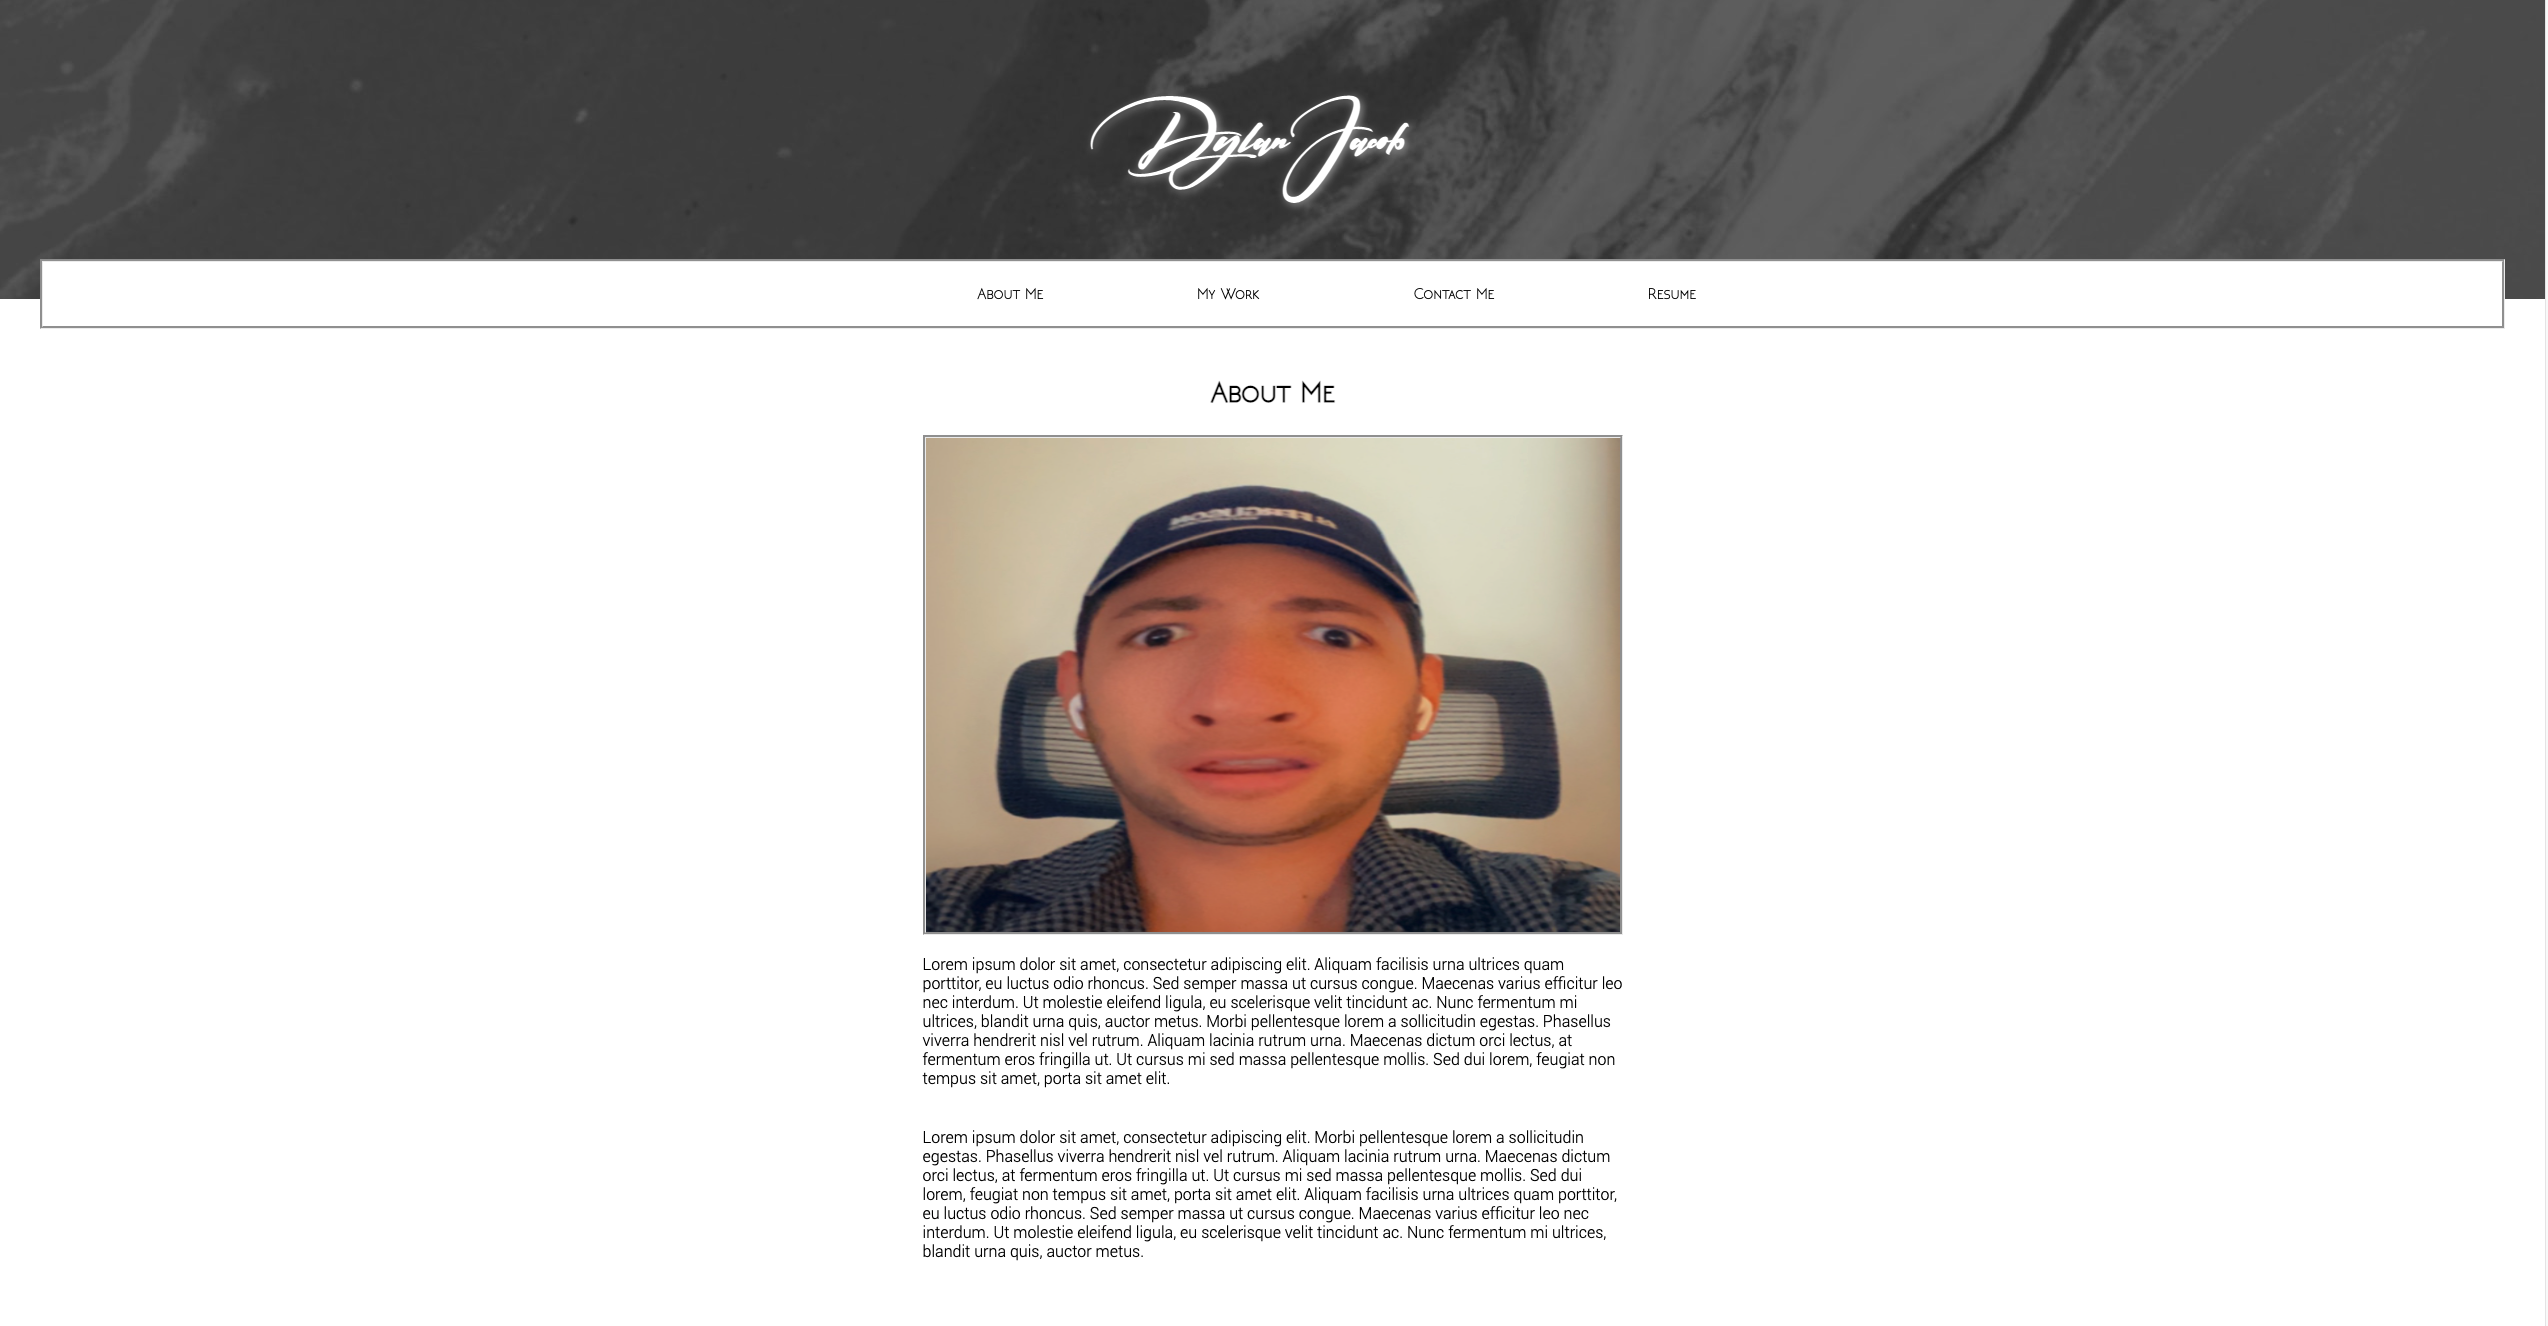 Dylan Jacob
About Me
My Work
Contact Me
Resume
About Me
Lorem ipsum dolor sit amet, consectetur adipiscing elit. Aliquam facilisis urna ultrices quam
porttitor, eu luctus odio rhoncus. Sed semper massa ut cursus congue. Maecenas varius efficitur leo
nec interdum. Ut molestie eleifend ligula, eu scelerisque velit tincidunt ac. Nunc fermentum mi
ultrices, blandit urna quis, auctor metus. Morbi pellentesque lorem a sollicitudin egestas. Phasellus
viverra hendrerit nisl vel rutrum. Aliquam lacinia rutrum urna. Maecenas dictum orci lectus, at
fermentum eros fringilla ut. Ut cursus mi sed massa pellentesque mollis. Sed dui lorem, feugiat non
tempus sit amet, porta sit amet elit.
Lorem ipsum dolor sit amet, consectetur adipiscing elit. Morbi pellentesque lorem a sollicitudin
egestas. Phasellus viverra hendrerit nisl vel rutrum. Aliquam lacinia rutrum urna. Maecenas dictum
orci lectus, at fermentum eros fringilla ut. Ut cursus mi sed massa pellentesque mollis. Sed dui
lorem, feugiat non tempus sit amet, porta sit amet elit. Aliquam facilisis urna ultrices quam porttitor,
eu luctus odio rhoncus. Sed semper massa ut cursus congue. Maecenas varius efficitur leo nec
interdum. Ut molestie eleifend ligula, eu scelerisque velit tincidunt ac. Nunc fermentum mi ultrices,
blandit urna quis, auctor metus.